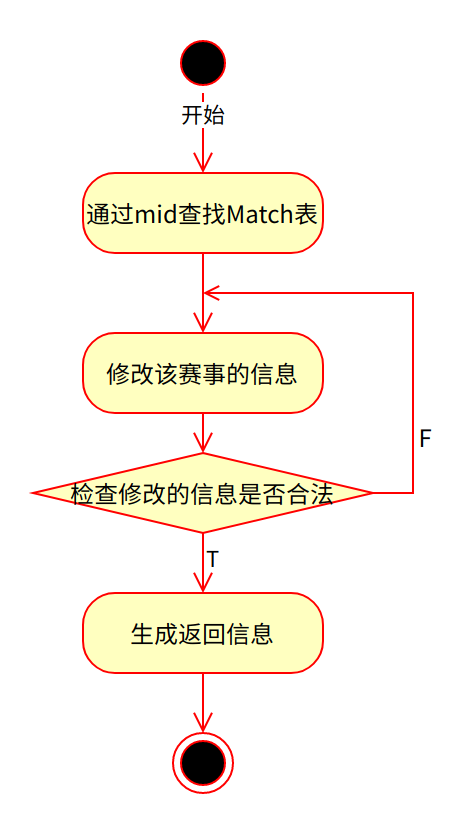 开始
通过mid查找Match表
修改该赛事的信息
F
检查修改的信息是否合法
T
生成返回信息